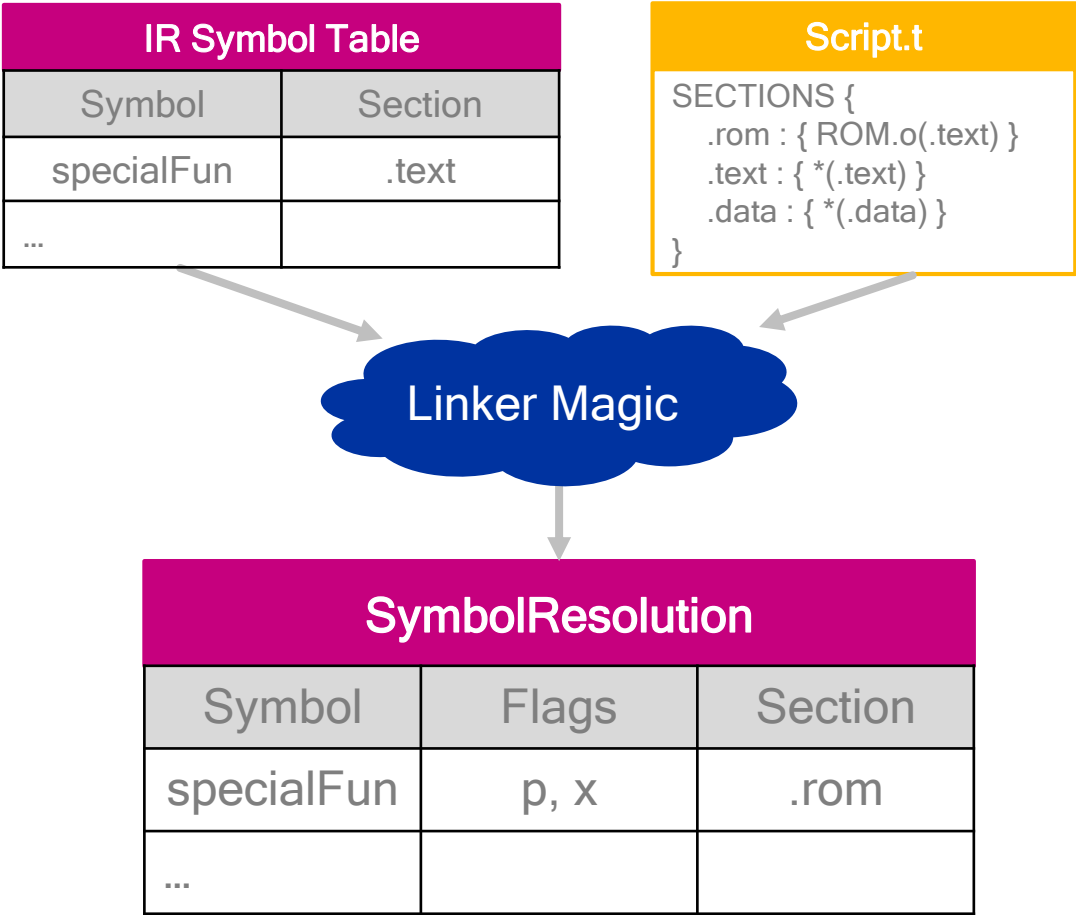 IR Symbol Table
Symbol Section
specialFun .text
...
Script.t
SECTIONS {
.rom : { ROM.o(.text) }
.text : { *(.text) }
.data : { *(.data) }
}
Linker Magic
SymbolResolution
Symbol Flags Section
specialFun p, x .rom
...